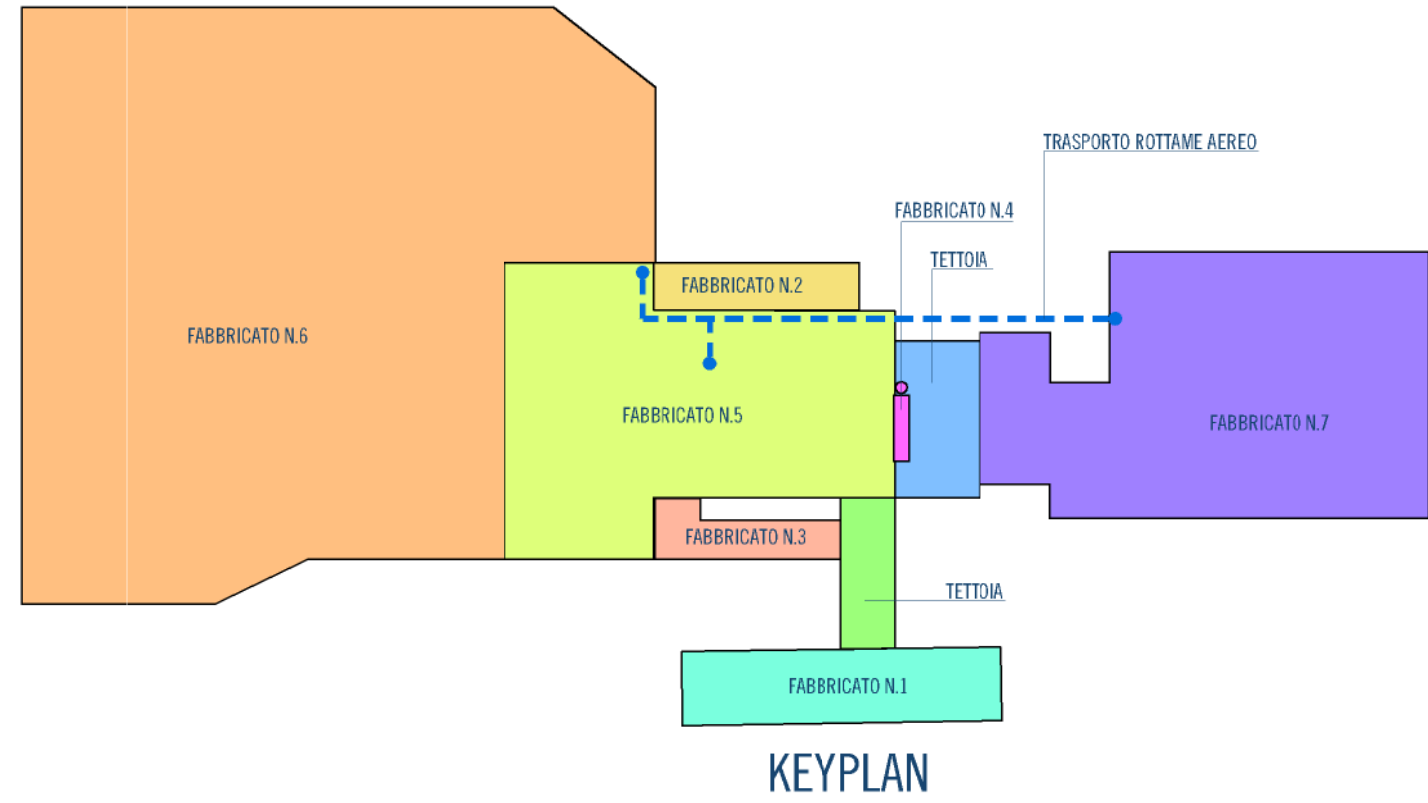 TRASPORTO ROTTAME AEREO
FABBRICATO N.4
TETTOIA
FABBRICATO N.2
FABBRICATO N.6
FABBRICATO N.5
FABBRICATO N.7
FABBRICATO N.3
TETTOIA
FABBRICATO N.1
KEYPLAN